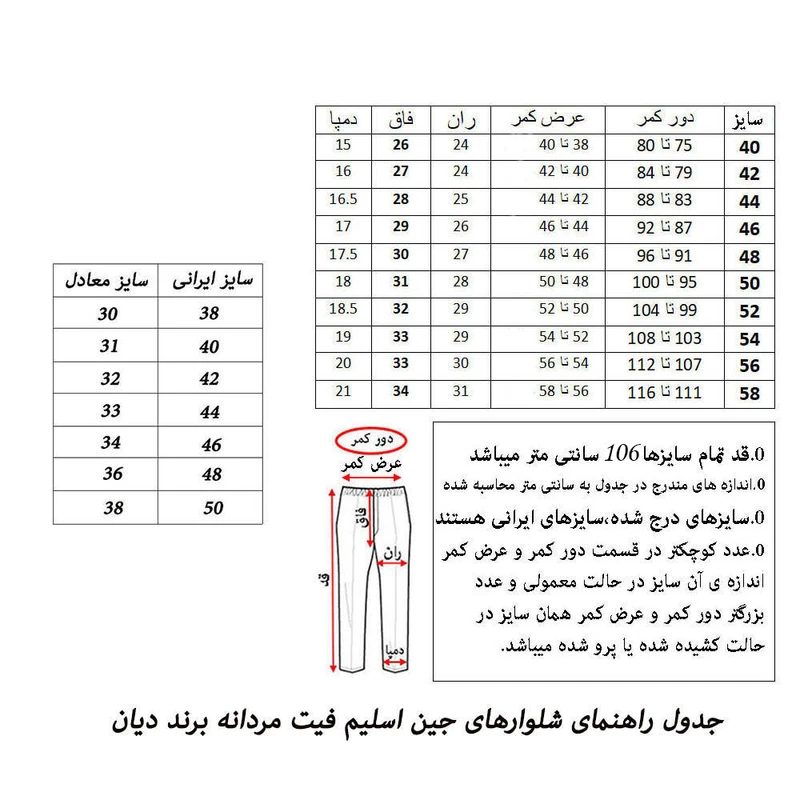 سایز دور کمر عرض کمر ران فاق دمپا
40 75 تا 80 38 تا 40 24 26 15
42 79 تا 84 40 تا 42 24 27 16
44 83 تا 88 42 تا 44 25 28 16.5
46 87 تا 92 44 تا 46 26 29 17
48 91 تا 96 46 تا 48 27 30 17.5
50 95 تا 100 48 تا 50 28 31 18
52 99 تا 104 50 تا 52 29 32 18.5
54 103 تا 108 52 تا 54 29 33 19
56 107 تا 112 54 تا 56 30 33 20
58 111 تا 116 56 تا 58 31 34 21
سایز ایرانی سایز معادل
38 30
40 31
42 32
44 33
46 34
48 36
50 38
0.قد تمام سایزها106 سانتی متر میباشد
0.اندازه های مندرج در جدول به سانتی متر محاسبه شده
0.سایزهای درج شده،سایزهای ایرانی هستند
0.عدد کوچکتر در قسمت دور کمر و عرض کمر
اندازه ی آن سایز در حالت معمولی و عدد
بزرگتر دور کمر و عرض کمر همان سایز در
حالت کشیده شده یا پرو شده میباشد.
دور کمر
عرض کمر
فاق
ران
قد
دمپا
جدول راهنمای شلوارهای جین اسلیم فیت مردانه برند دیان